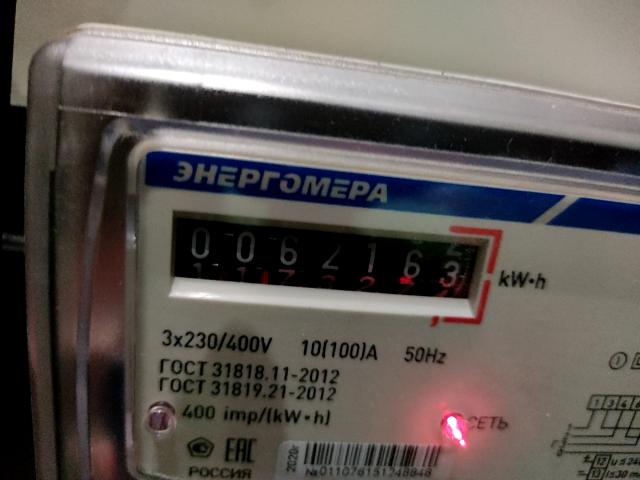 ЭНЕРГОМЕРА
0062163
kW•h
3x230/400V 10(100)A 50Hz
ГОСТ 31818.11-2012
ГОСТ 31819.21-2012
400 imp/(kW•h)
СЕТЬ
ЕАС
РОССИЯ
2020г